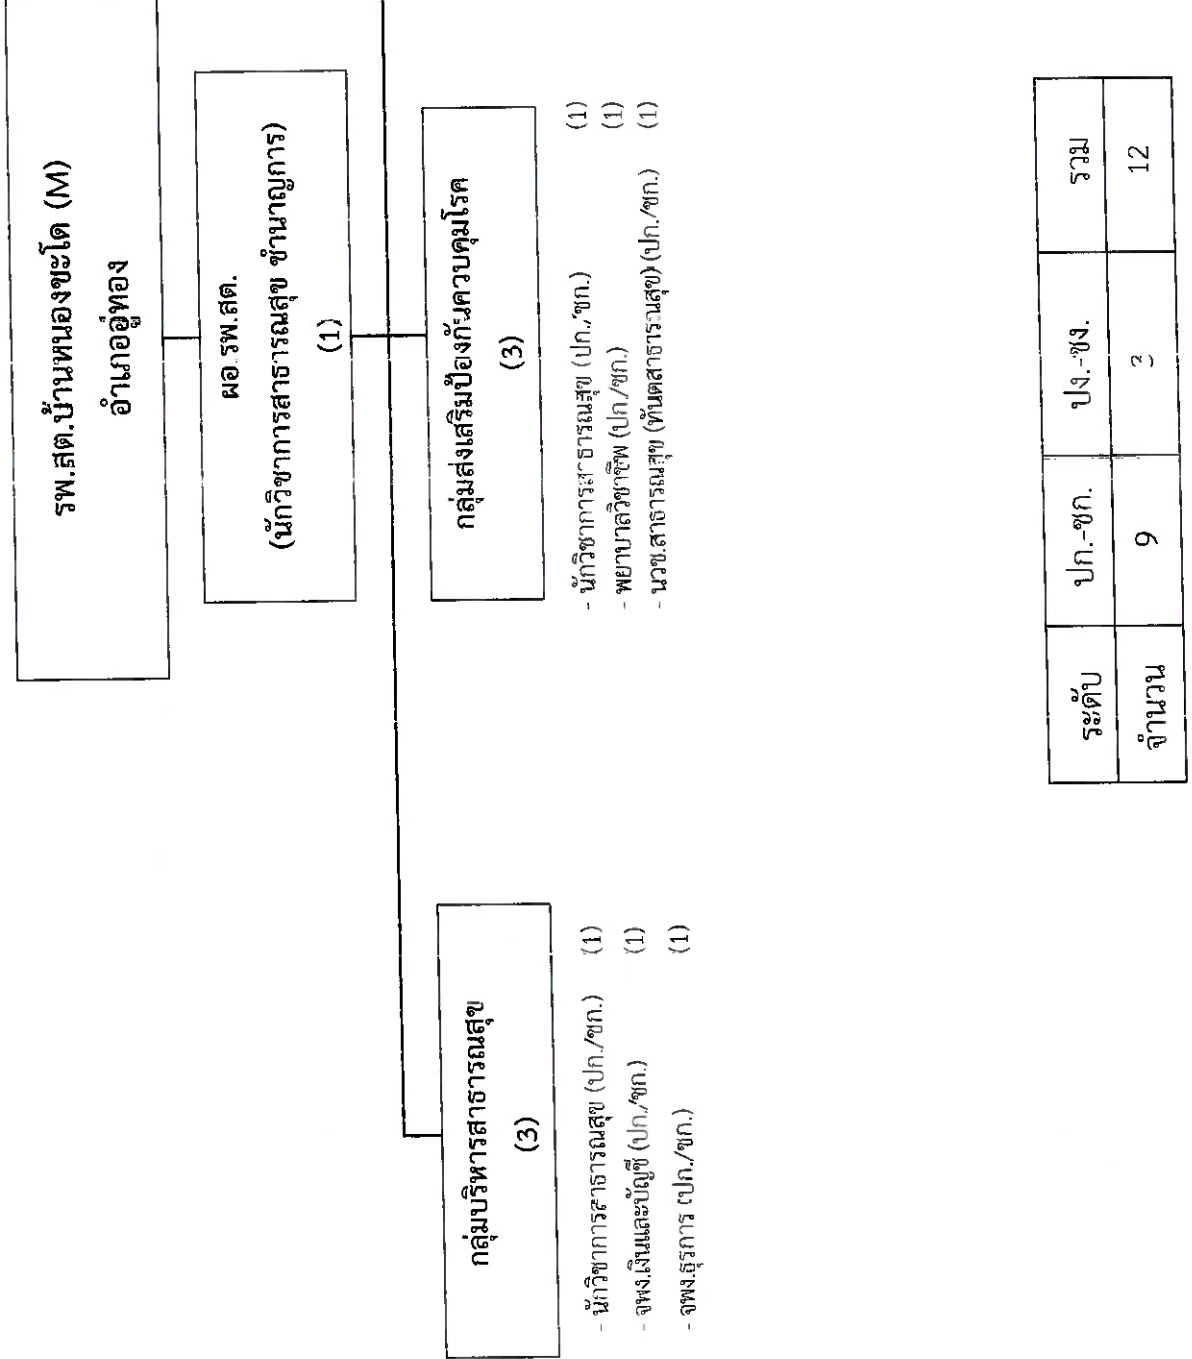 รพ.สต.บ้านหนองขะโด (M)
อำเภออู่ทอง
ผอ.รพ.สต.
(นักวิชาการสาธารณสุข ชำนาญการ)
(1)
กลุ่มบริหารสาธารณสุข
(3)
- นักวิชาการสาธารณสุข (ปก./ชก.) (1)
- จพง.เงินและบัญชี (ปก./ชก.) (1)
- จพง.ธุรการ (ปก./ชก.) (1)
กลุ่มส่งเสริมป้องกันควบคุมโรค
(3)
- นักวิชาการสาธารณสุข (ปก./ชก.) (1)
- พยาบาลวิชาชีพ (ปก./ชก.) (1)
- นวช.สาธารณสุข (ทันตสาธารณสุข) (ปก./ชก.) (1)
ระดับ ปก.-ชก. ปง.-ชง. รวม
จำนวน 9 3 12